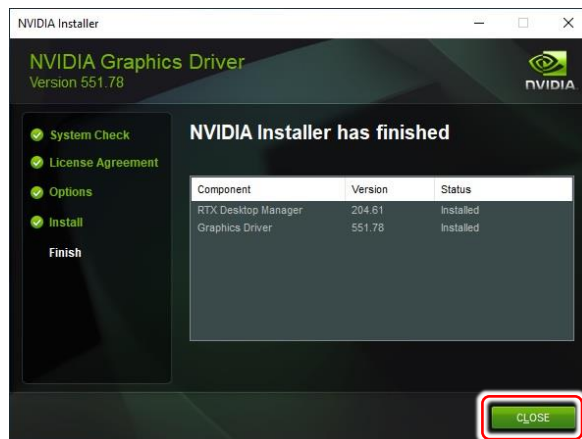 NVIDIA Installer
NVIDIA Graphics Driver
Version 551.78
NVIDIA
System Check
License Agreement
Options
Install
Finish
NVIDIA Installer has finished
Component Version Status
RTX Desktop Manager 204.61 Installed
Graphics Driver 551.78 Installed
CLOSE